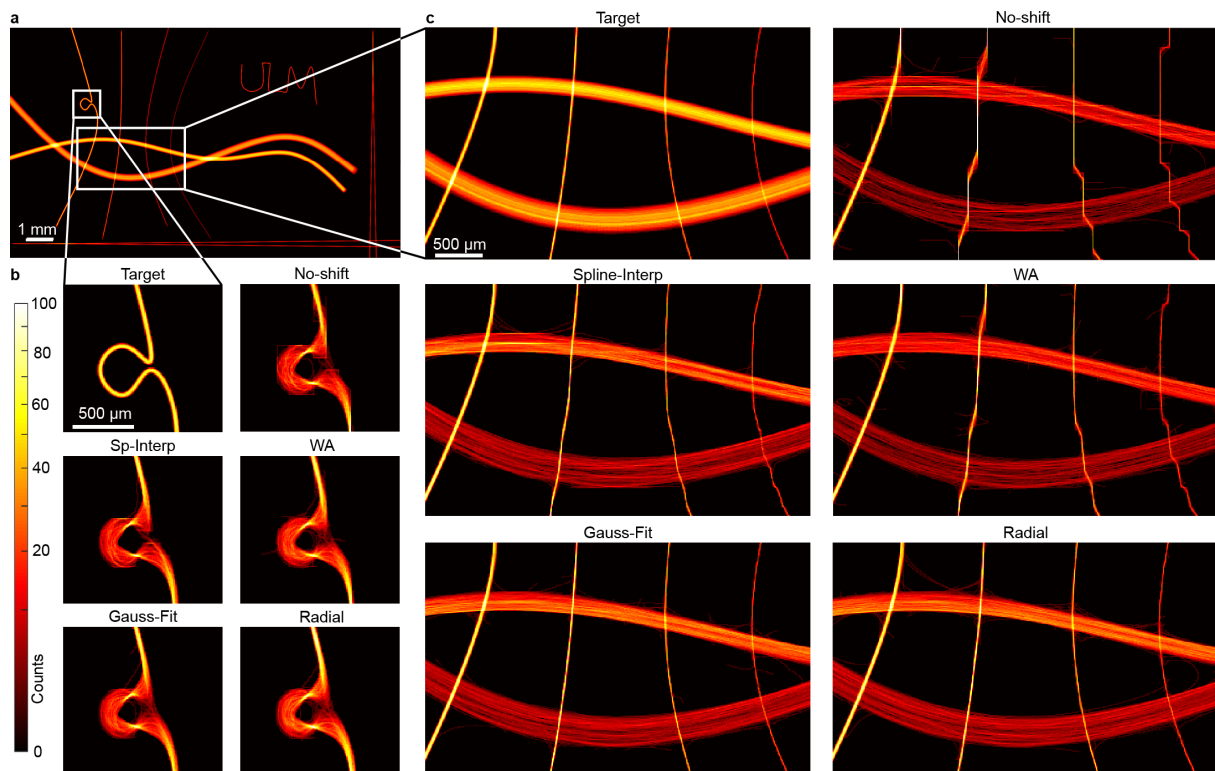 a
ULM
1 mm
c
Target
No-shift
500 μm
b
Target
No-shift
100
80
60
40
20
0
Counts
500 μm
Sp-Interp
WA
Gauss-Fit
Radial
Spline-Interp
WA
Gauss-Fit
Radial